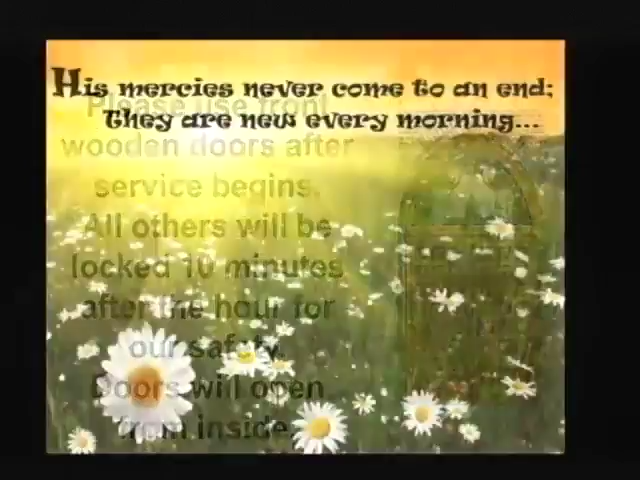 His mercies never come to an end;
They are new every morning...
Please use front
wooden doors after
service begins.
All others will be
locked 10 minutes
after the hour for
our safety.
Doors will open
from inside.